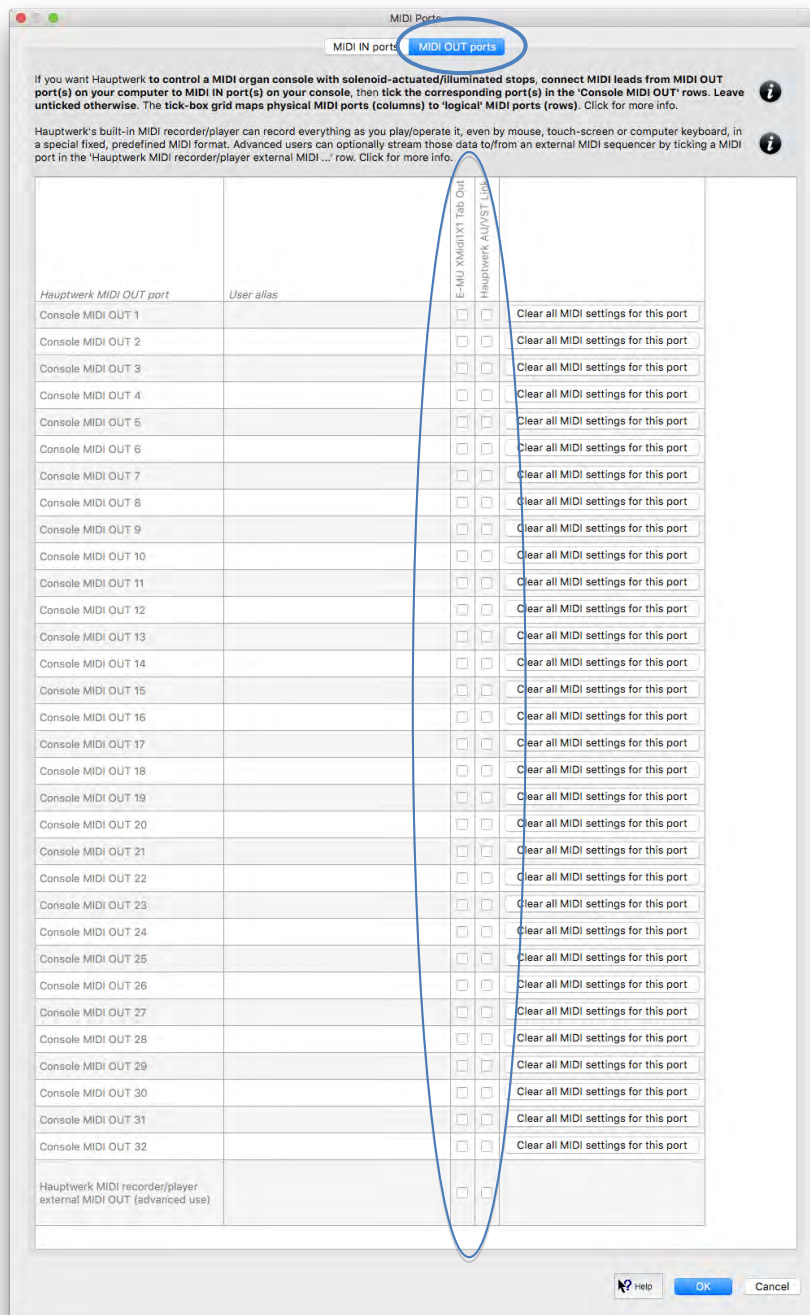 MIDI Ports
MIDI IN ports MIDI OUT ports
If you want Hauptwerk to control a MIDI organ console with solenoid-actuated/illuminated stops, connect MIDI leads from MIDI OUT
port(s) on your computer to MIDI IN port(s) on your console, then tick the corresponding port(s) in the 'Console MIDI OUT' rows. Leave
unticked otherwise. The tick-box grid maps physical MIDI ports (columns) to 'logical' MIDI ports (rows). Click for more info.
Hauptwerk's built-in MIDI recorder/player can record everything as you play/operate it, even by mouse, touch-screen or computer keyboard, in
a special fixed, predefined MIDI format. Advanced users can optionally stream those data to/from an external MIDI sequencer by ticking a MIDI
port in the 'Hauptwerk MIDI recorder/player external MIDI ...' row. Click for more info.
Hauptwerk MIDI OUT port User alias E-MU XMidi1X1 Tab Out Hauptwerk AU/VST Link
Console MIDI OUT 1 Clear all MIDI settings for this port
Console MIDI OUT 2 Clear all MIDI settings for this port
Console MIDI OUT 3 Clear all MIDI settings for this port
Console MIDI OUT 4 Clear all MIDI settings for this port
Console MIDI OUT 5 Clear all MIDI settings for this port
Console MIDI OUT 6 Clear all MIDI settings for this port
Console MIDI OUT 7 Clear all MIDI settings for this port
Console MIDI OUT 8 Clear all MIDI settings for this port
Console MIDI OUT 9 Clear all MIDI settings for this port
Console MIDI OUT 10 Clear all MIDI settings for this port
Console MIDI OUT 11 Clear all MIDI settings for this port
Console MIDI OUT 12 Clear all MIDI settings for this port
Console MIDI OUT 13 Clear all MIDI settings for this port
Console MIDI OUT 14 Clear all MIDI settings for this port
Console MIDI OUT 15 Clear all MIDI settings for this port
Console MIDI OUT 16 Clear all MIDI settings for this port
Console MIDI OUT 17 Clear all MIDI settings for this port
Console MIDI OUT 18 Clear all MIDI settings for this port
Console MIDI OUT 19 Clear all MIDI settings for this port
Console MIDI OUT 20 Clear all MIDI settings for this port
Console MIDI OUT 21 Clear all MIDI settings for this port
Console MIDI OUT 22 Clear all MIDI settings for this port
Console MIDI OUT 23 Clear all MIDI settings for this port
Console MIDI OUT 24 Clear all MIDI settings for this port
Console MIDI OUT 25 Clear all MIDI settings for this port
Console MIDI OUT 26 Clear all MIDI settings for this port
Console MIDI OUT 27 Clear all MIDI settings for this port
Console MIDI OUT 28 Clear all MIDI settings for this port
Console MIDI OUT 29 Clear all MIDI settings for this port
Console MIDI OUT 30 Clear all MIDI settings for this port
Console MIDI OUT 31 Clear all MIDI settings for this port
Console MIDI OUT 32 Clear all MIDI settings for this port
Hauptwerk MIDI recorder/player
external MIDI OUT (advanced use)
Help OK Cancel